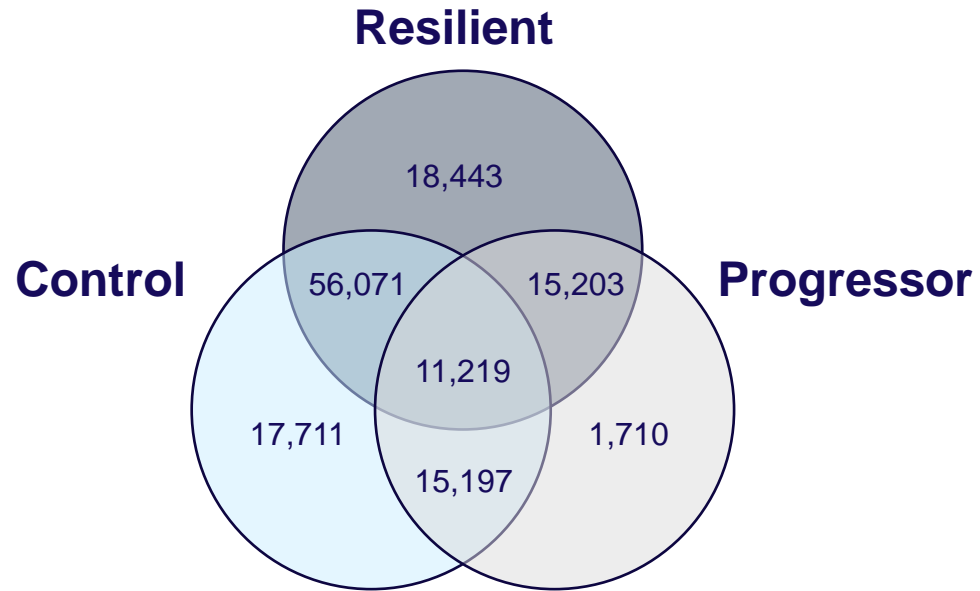 Resilient
18,443
Control
56,071
15,203
Progressor
11,219
17,711
1,710
15,197